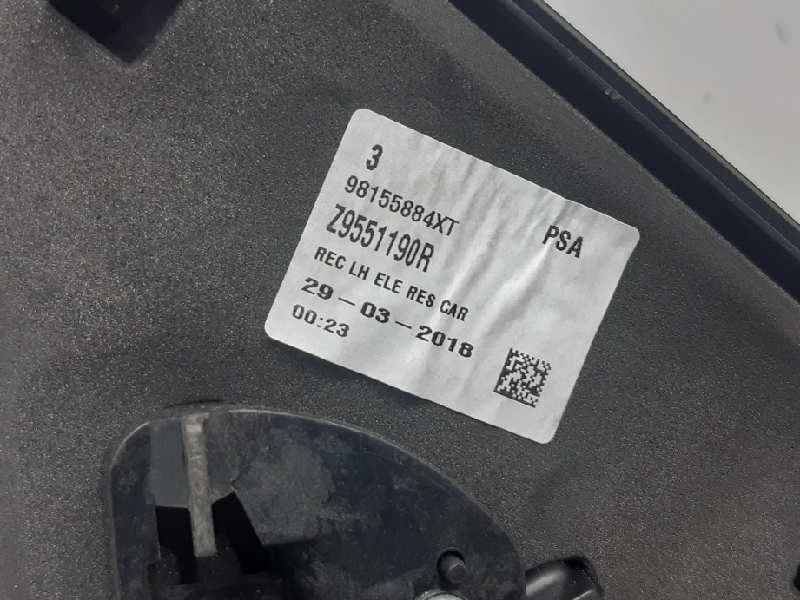 3
98155884XT PSA
Z9551190R
REC LH ELE RES CAR
29-03-2018
00:23